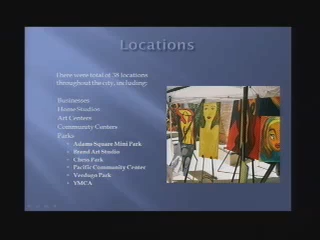 Locations
There were total of 38 locations
throughout the city, including:
Businesses
Home Studios
Art Centers
Community Centers
Parks
Adams Square Mini Park
Brand Art Studio
Chess Park
Pacific Community Center
Verdugo Park
YMCA